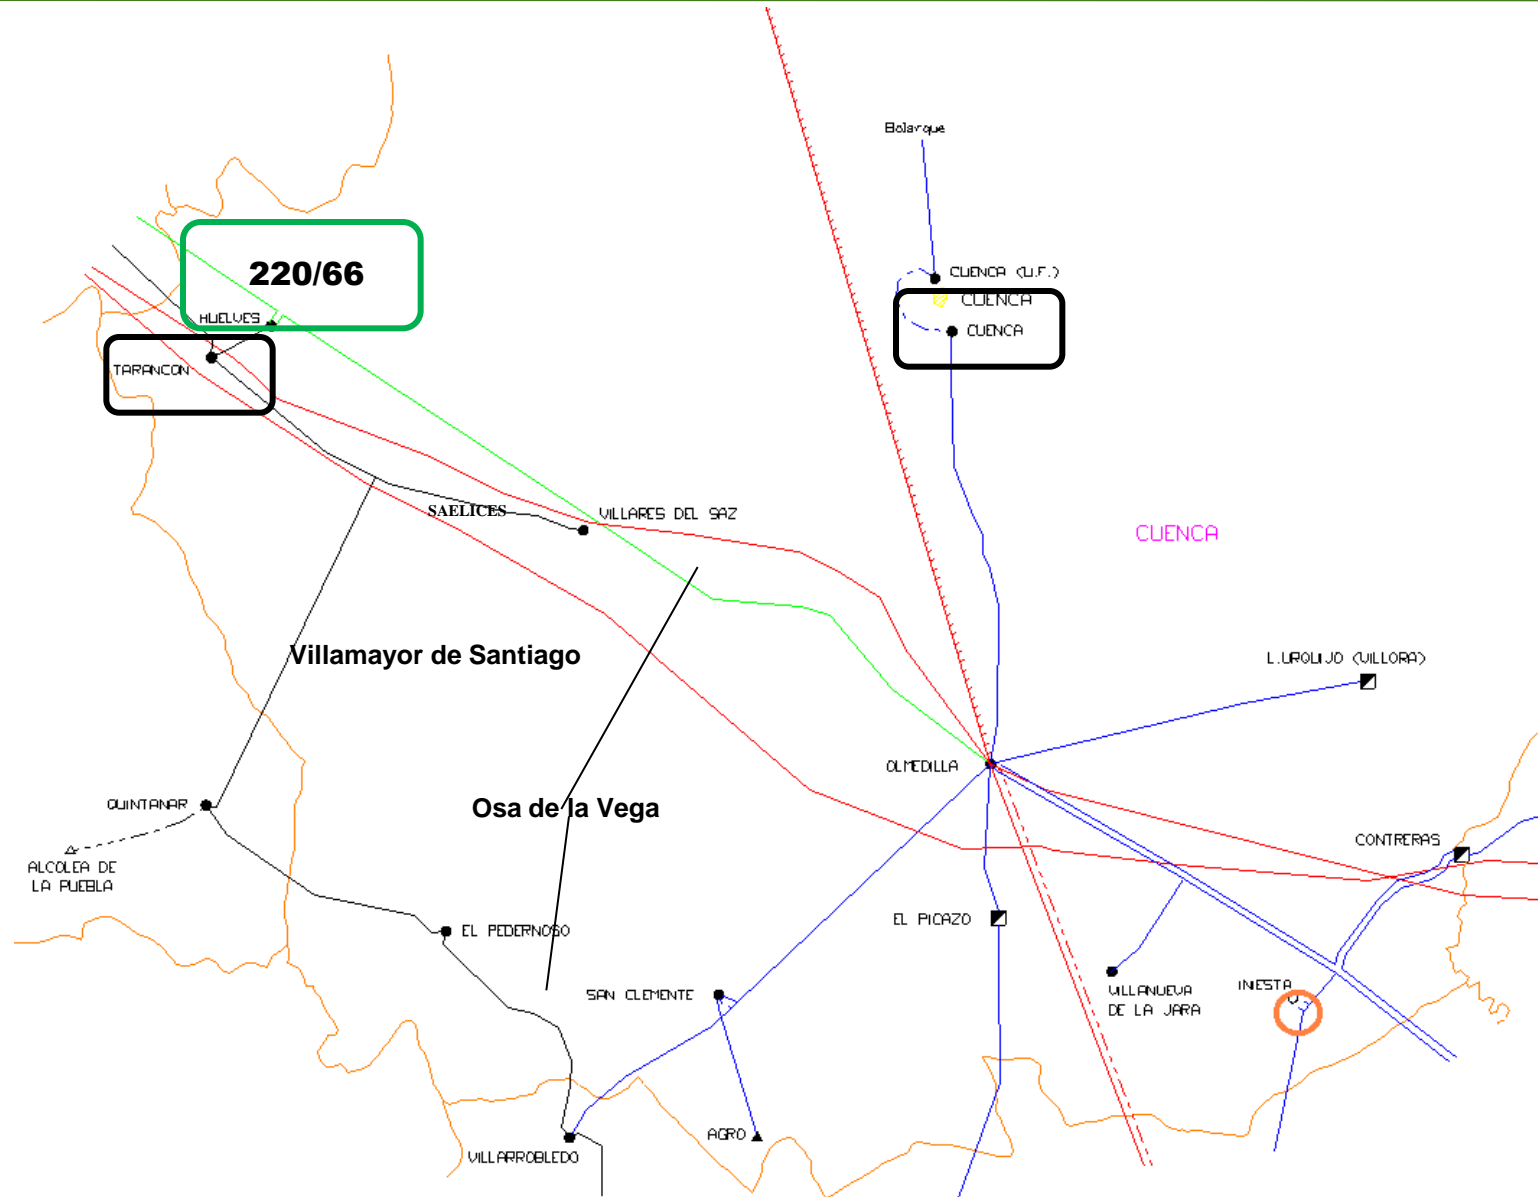 Bolarque
220/66
CUENCA (U.F.)
CUENCA
HUELVES
CUENCA
TARANCON
SAELICES
VILLARES DEL SAZ
CUENCA
Villamayor de Santiago
L.URQUIJO (VILLORA)
OLMEDILLA
QUINTANAR
Osa de la Vega
CONTRERAS
ALCOLEA DE
LA PUEBLA
EL PICAZO
EL PEDERNOSO
SAN CLEMENTE
VILLANUEVA
DE LA JARA
INIESTA
AGRO
VILLARROBLEDO